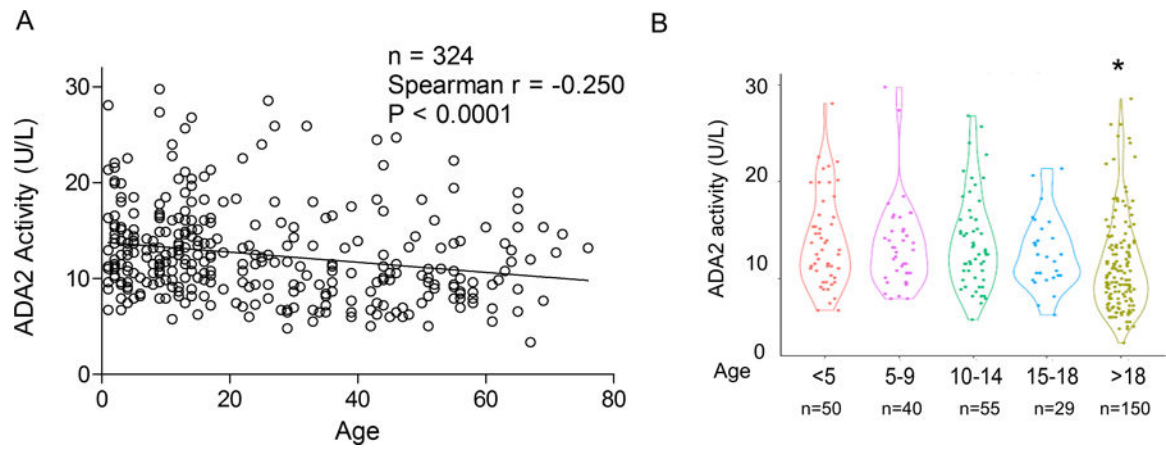 A
n = 324
Spearman r = -0.250
P < 0.0001
ADA2 Activity (U/L)
30
20
10
0
0 20 40 60 80
Age
B
*
ADA2 activity (U/L)
30
20
10
0
Age <5 5-9 10-14 15-18 >18
n=50 n=40 n=55 n=29 n=150